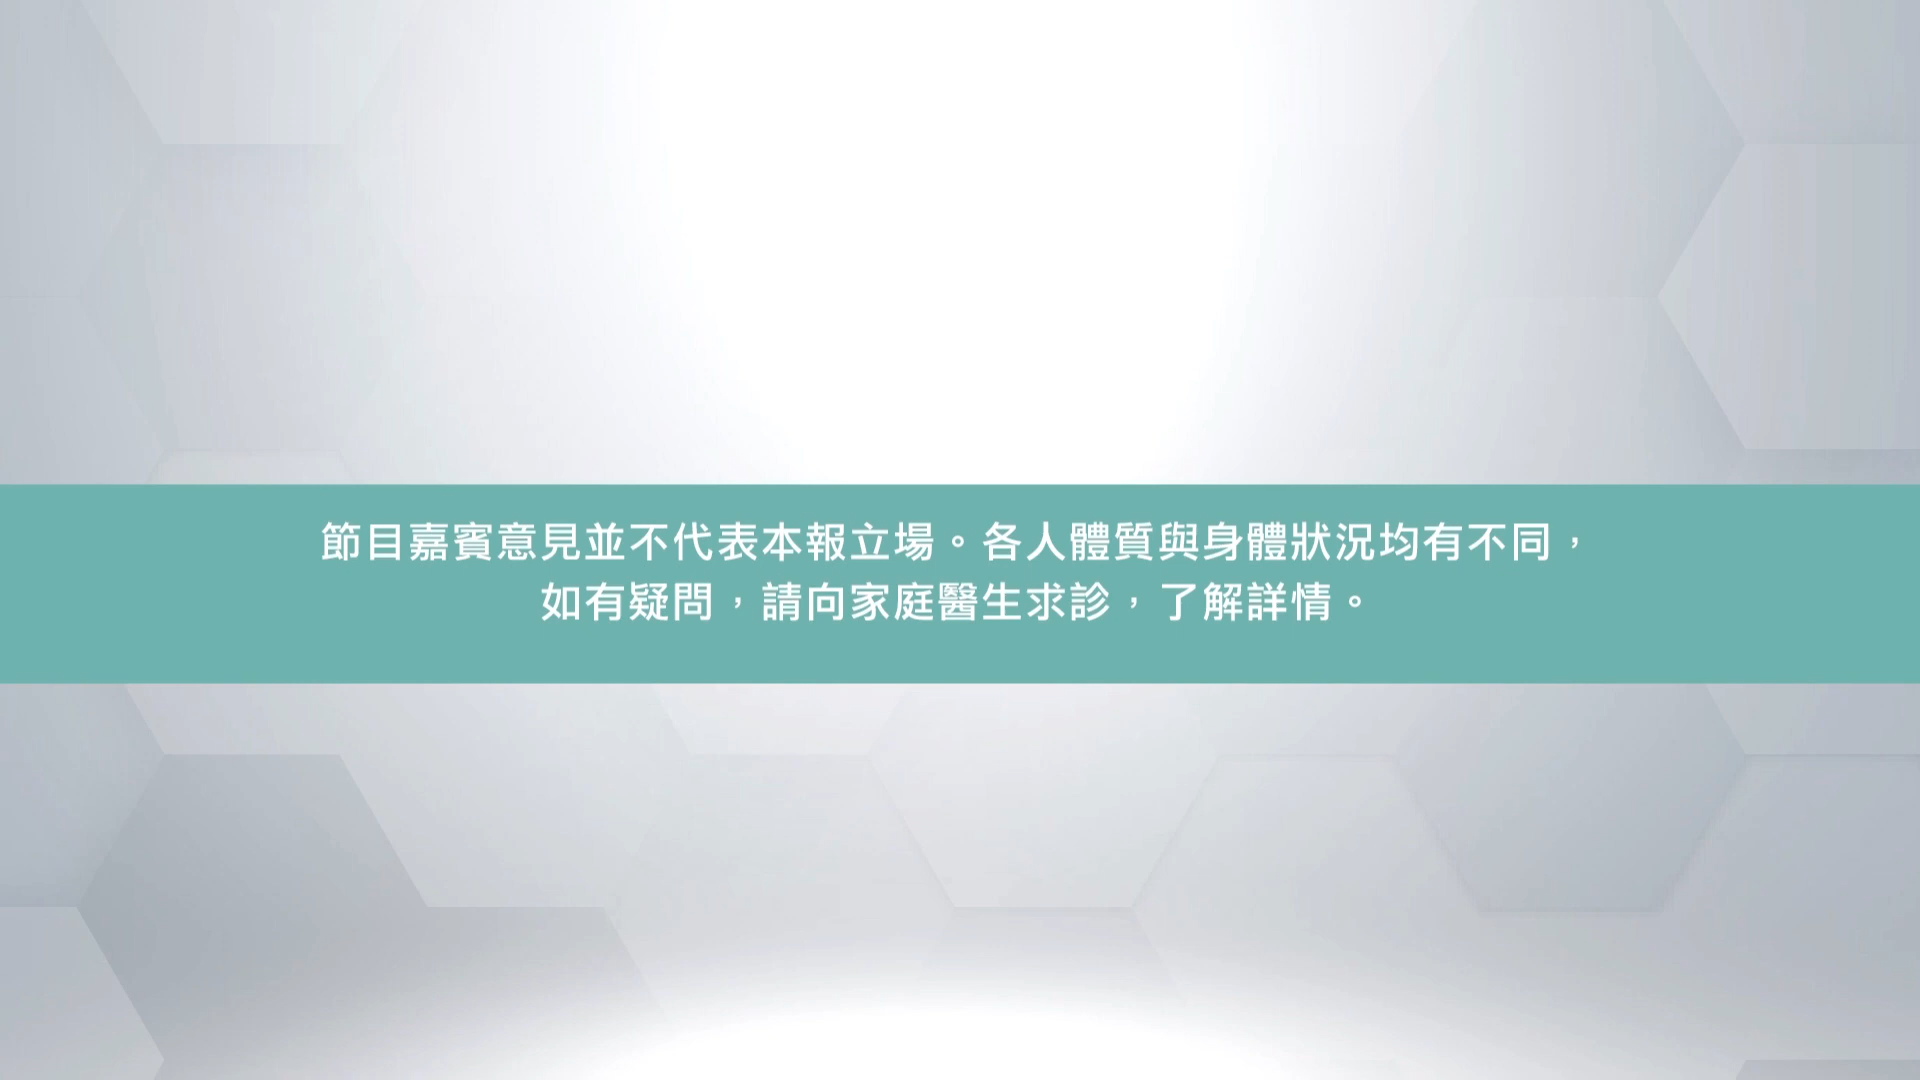 節目嘉賓意見並不代表本報立場。各人體質與身體狀況均有不同，
如有疑問，請向家庭醫生求診，了解詳情。